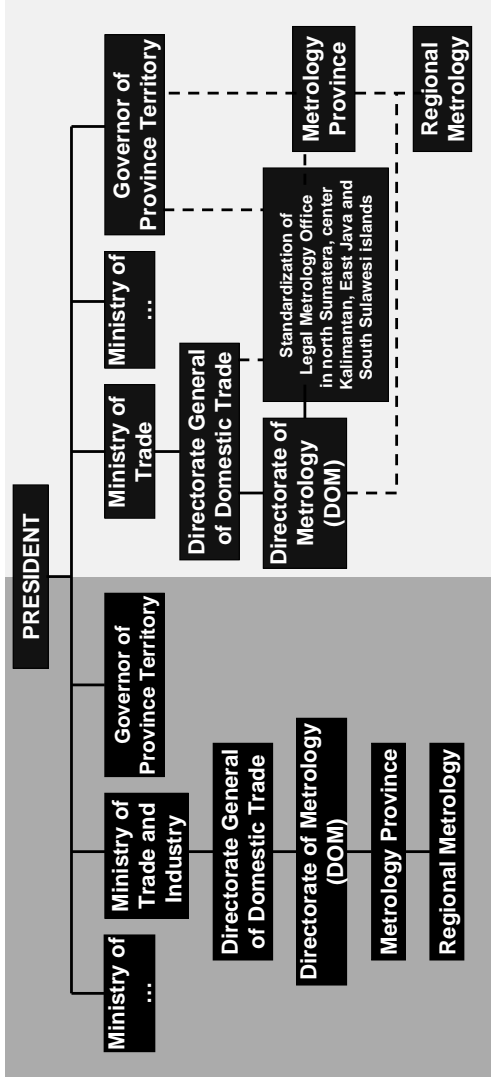 PRESIDENT
Ministry of
…
Ministry of
Trade and
Industry
Governor of
Province Territory
Directorate General
of Domestic Trade
Directorate of Metrology
(DOM)
Metrology Province
Regional Metrology
Ministry of
Trade
Ministry of
…
Governor of
Province Territory
Directorate General
of Domestic Trade
Directorate of
Metrology
(DOM)
Standardization of
Legal Metrology Office
in north Sumatera, center
Kalimantan, East Java and
South Sulawesi islands
Metrology
Province
Regional
Metrology